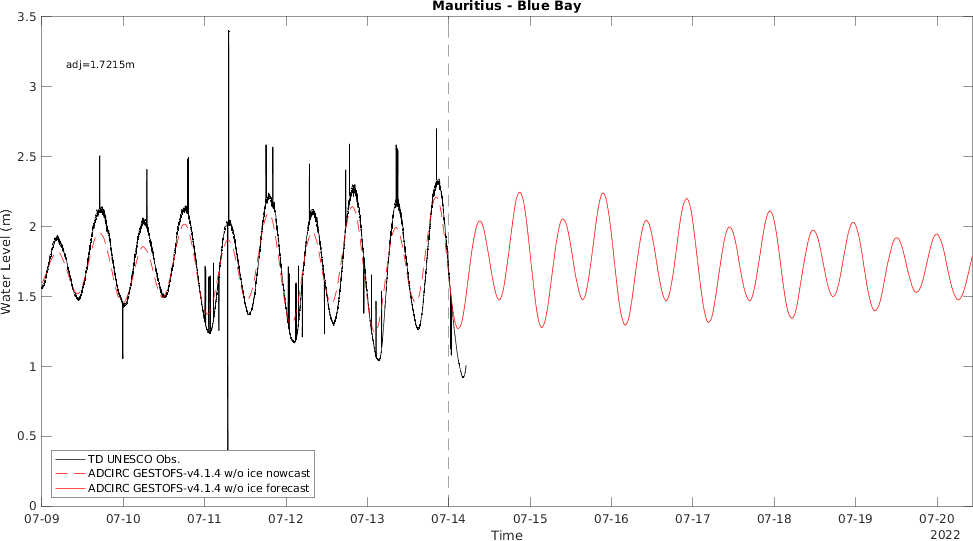 Mauritius - Blue Bay
adj=1.7215m
Water Level (m)
3.5
3
2.5
2
1.5
1
0.5
0
TD UNESCO Obs.
ADCIRC GESTOFS-v4.1.4 w/o ice nowcast
ADCIRC GESTOFS-v4.1.4 w/o ice forecast
07-09 07-10 07-11 07-12 07-13 07-14 07-15 07-16 07-17 07-18 07-19 07-20
Time
2022